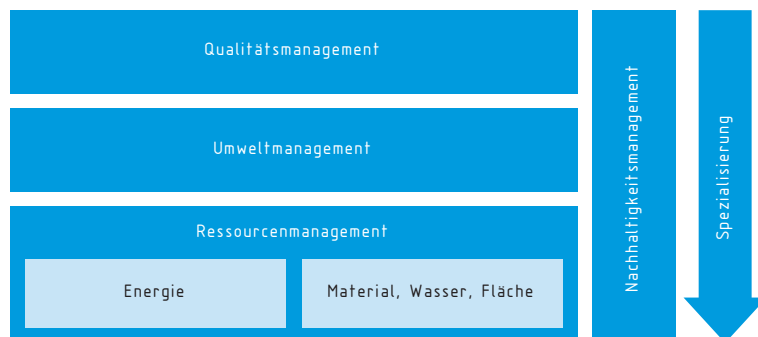 Qualitätsmanagement
Umweltmanagement
Ressourcenmanagement
Energie
Material, Wasser, Fläche
Nachhaltigkeitsmanagement
Spezialisierung